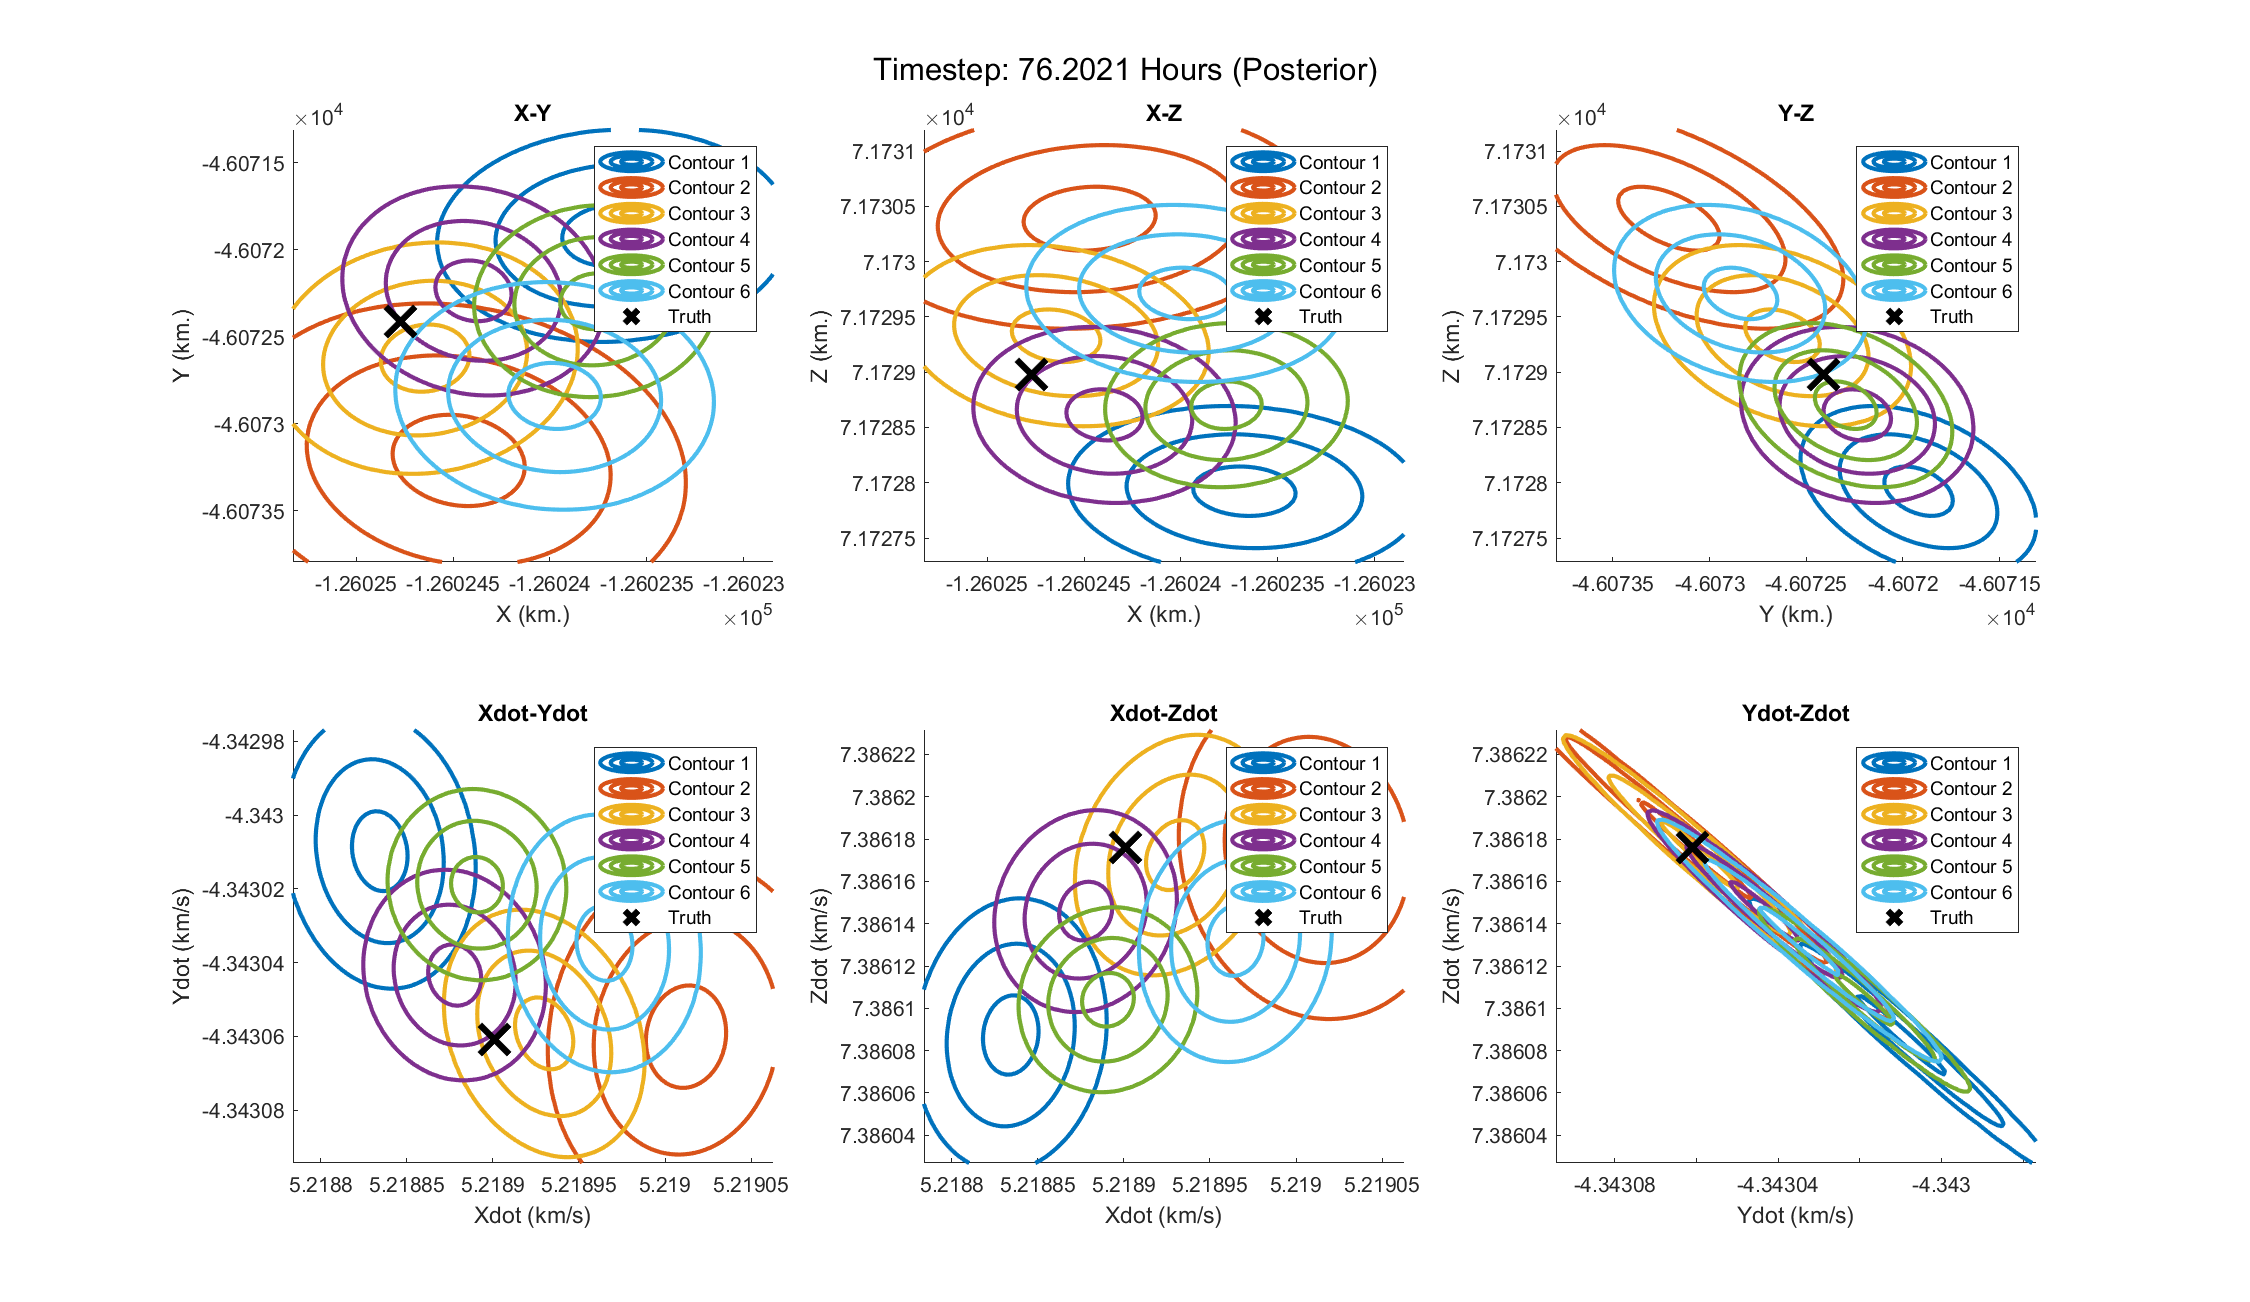 Timestep: 76.2021 Hours (Posterior)
X-Y
×10⁴
-4.60715
-4.6072
-4.60725
-4.6073
-4.60735
Y (km.)
-1.26025 -1.260245 -1.26024 -1.260235 -1.26023
X (km.)
×10⁵
Contour 1
Contour 2
Contour 3
Contour 4
Contour 5
Contour 6
Truth
X-Z
×10⁴
7.1731
7.17305
7.173
7.17295
7.1729
7.17285
7.1728
7.17275
Z (km.)
-1.26025 -1.260245 -1.26024 -1.260235 -1.26023
X (km.)
×10⁵
Contour 1
Contour 2
Contour 3
Contour 4
Contour 5
Contour 6
Truth
Y-Z
×10⁴
7.1731
7.17305
7.173
7.17295
7.1729
7.17285
7.1728
7.17275
Z (km.)
-4.60735 -4.6073 -4.60725 -4.6072 -4.60715
Y (km.)
×10⁴
Contour 1
Contour 2
Contour 3
Contour 4
Contour 5
Contour 6
Truth
Xdot-Ydot
-4.34298
-4.343
-4.34302
-4.34304
-4.34306
-4.34308
Ydot (km/s)
5.2188 5.21885 5.2189 5.21895 5.219 5.21905
Xdot (km/s)
Contour 1
Contour 2
Contour 3
Contour 4
Contour 5
Contour 6
Truth
Xdot-Zdot
7.38622
7.3862
7.38618
7.38616
7.38614
7.38612
7.3861
7.38608
7.38606
7.38604
Zdot (km/s)
5.2188 5.21885 5.2189 5.21895 5.219 5.21905
Xdot (km/s)
Contour 1
Contour 2
Contour 3
Contour 4
Contour 5
Contour 6
Truth
Ydot-Zdot
7.38622
7.3862
7.38618
7.38616
7.38614
7.38612
7.3861
7.38608
7.38606
7.38604
Zdot (km/s)
-4.34308 -4.34304 -4.343
Ydot (km/s)
Contour 1
Contour 2
Contour 3
Contour 4
Contour 5
Contour 6
Truth